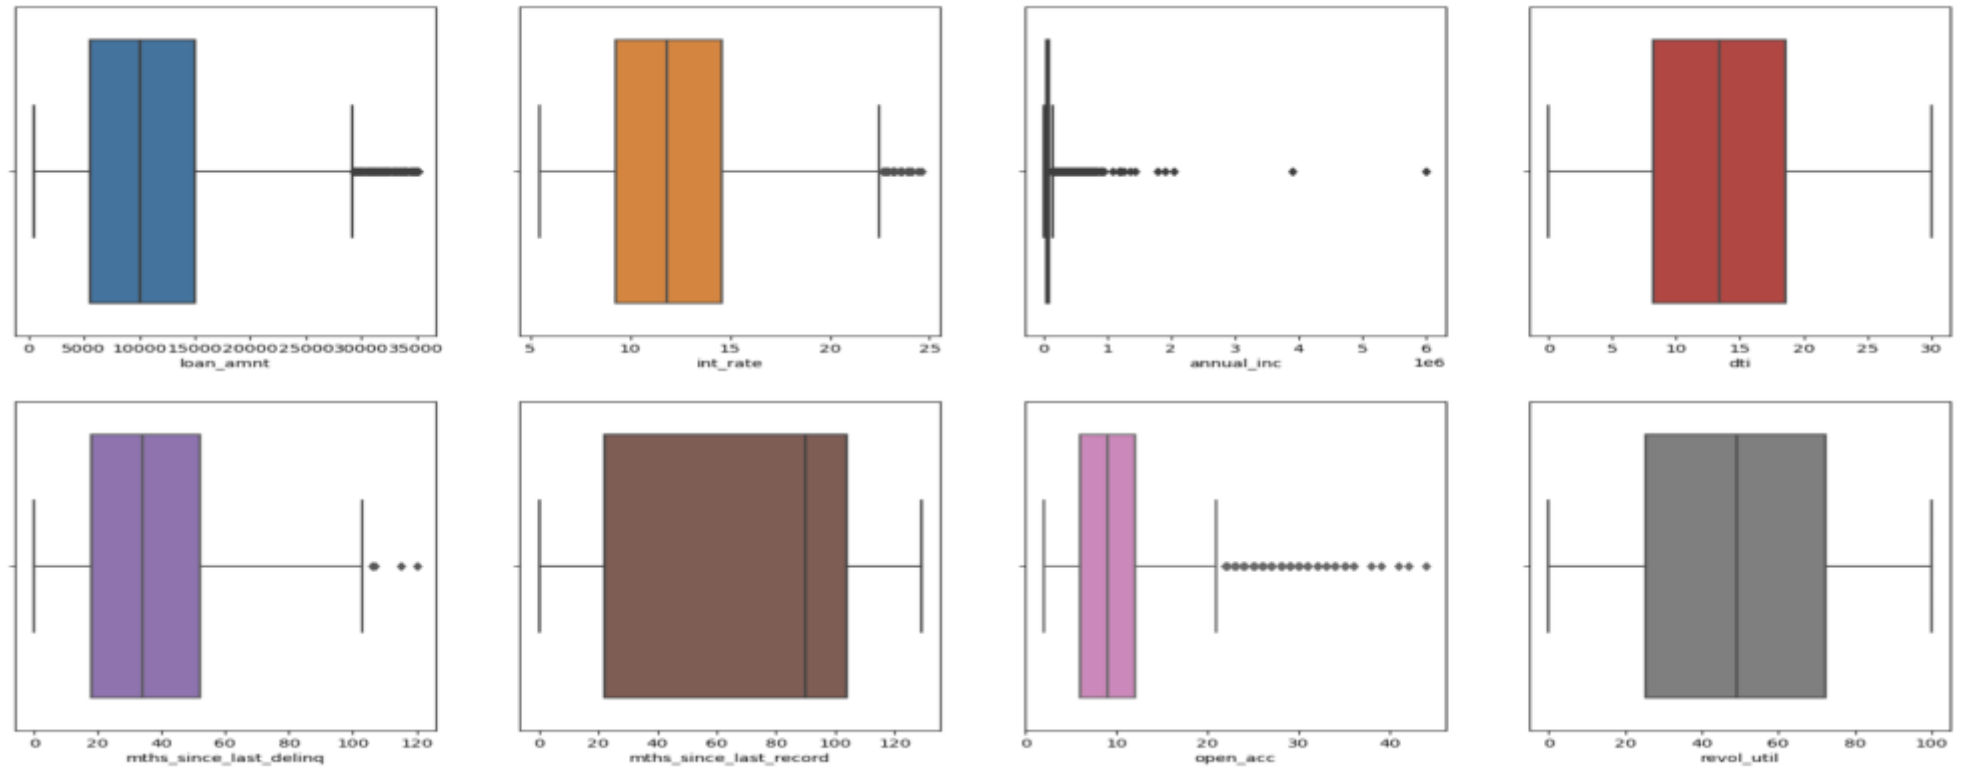 0 5000 10000 15000 20000 25000 30000 35000
loan_amnt
5 10 15 20 25
int_rate
0 1 2 3 4 5 6
annual_inc
1e6
0 5 10 15 20 25 30
dti
0 20 40 60 80 100 120
mths_since_last_delinq
0 20 40 60 80 100 120
mths_since_last_record
0 10 20 30 40
open_acc
0 20 40 60 80 100
revol_util